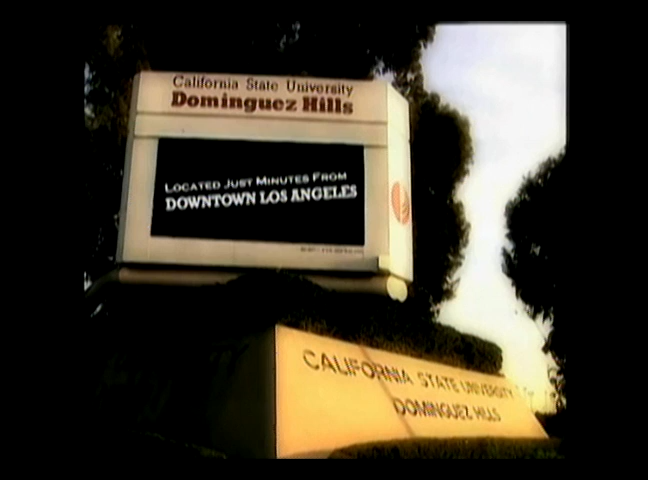 California State University
Dominguez Hills
LOCATED JUST MINUTES FROM
DOWNTOWN LOS ANGELES
CALIFORNIA STATE UNIVERSITY
DOMINGUEZ HILLS